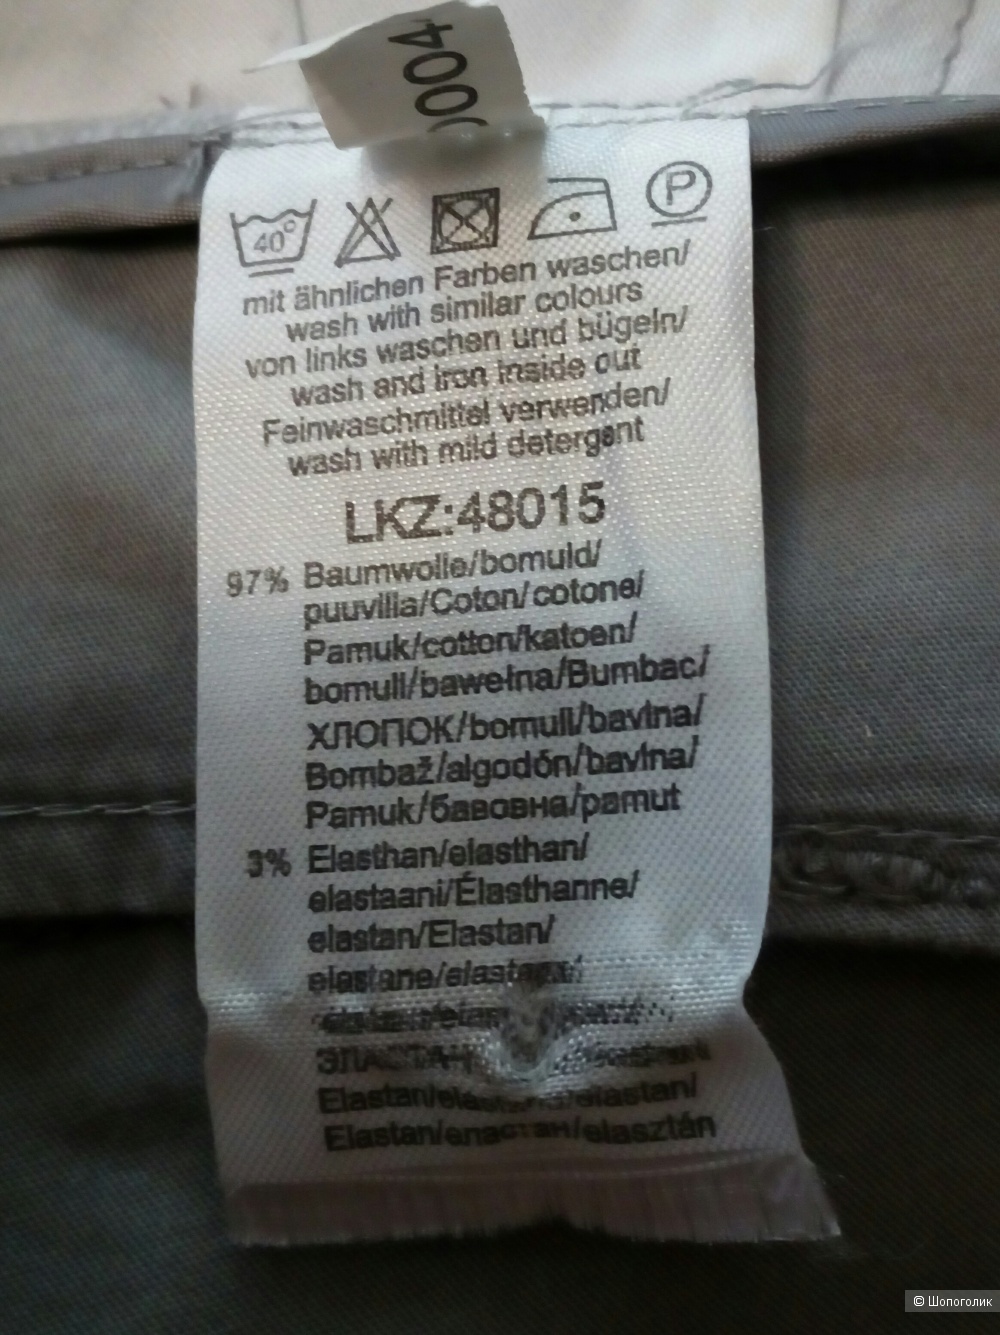 0004
40°
P
mit ähnlichen Farben waschen/
wash with similar colours
von links waschen und bügeln/
wash and iron inside out
Feinwaschmittel verwenden/
wash with mild detergent
LKZ:48015
97% Baumwolle/bomuld/
puuvilla/Coton/cotone/
Pamuk/cotton/katoen/
bomull/bawełna/Bumbac/
ХЛОПОК/bomull/bavlna/
Bombaž/algodón/bavlna/
Pamuk/бавовна/pamut
3% Elasthan/elasthan/
elastaani/Élasthanne/
elastan/Elastan/
elastane/
ЭЛАСТАН
Elastan/ elastan/
Elastan/еластан/elasztán
© Шопоголик